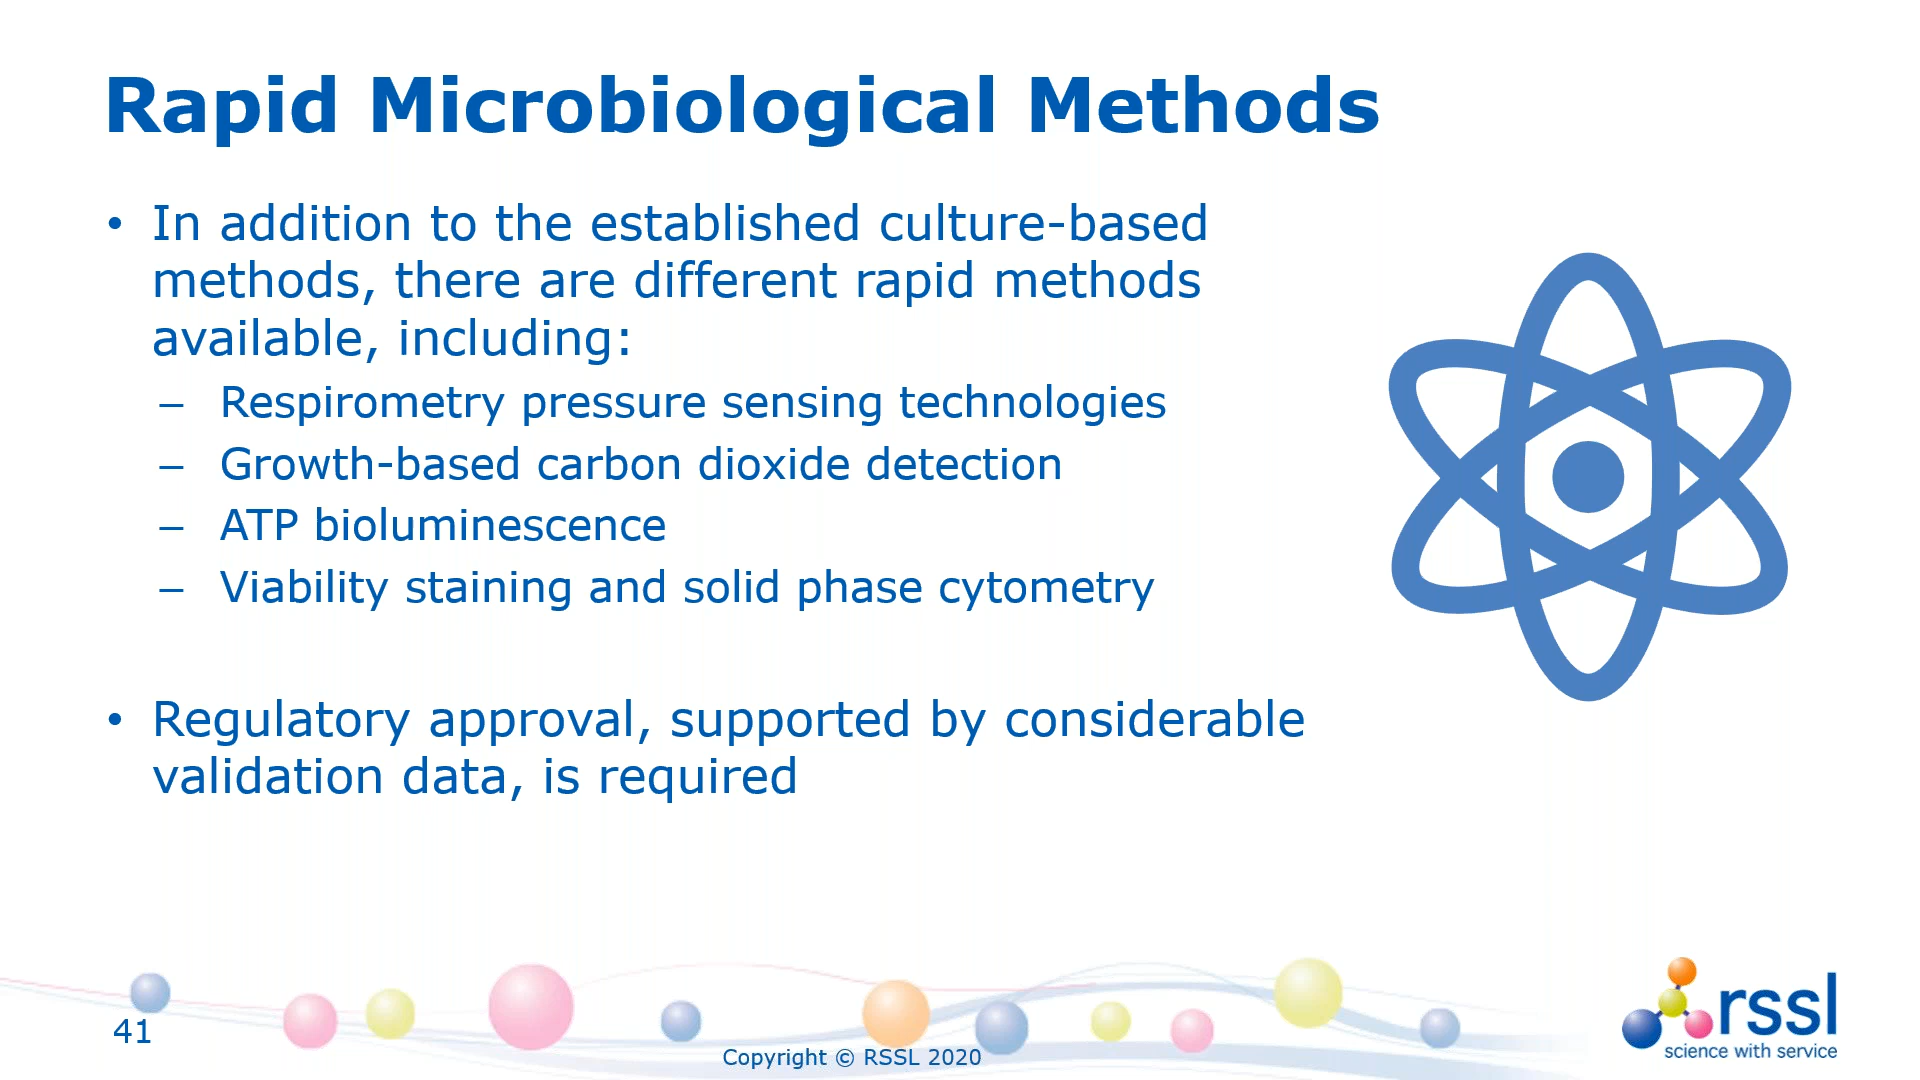 Rapid Microbiological Methods
• In addition to the established culture-based
methods, there are different rapid methods
available, including:
– Respirometry pressure sensing technologies
– Growth-based carbon dioxide detection
– ATP bioluminescence
– Viability staining and solid phase cytometry
• Regulatory approval, supported by considerable
validation data, is required
41
Copyright © RSSL 2020
rssl
science with service